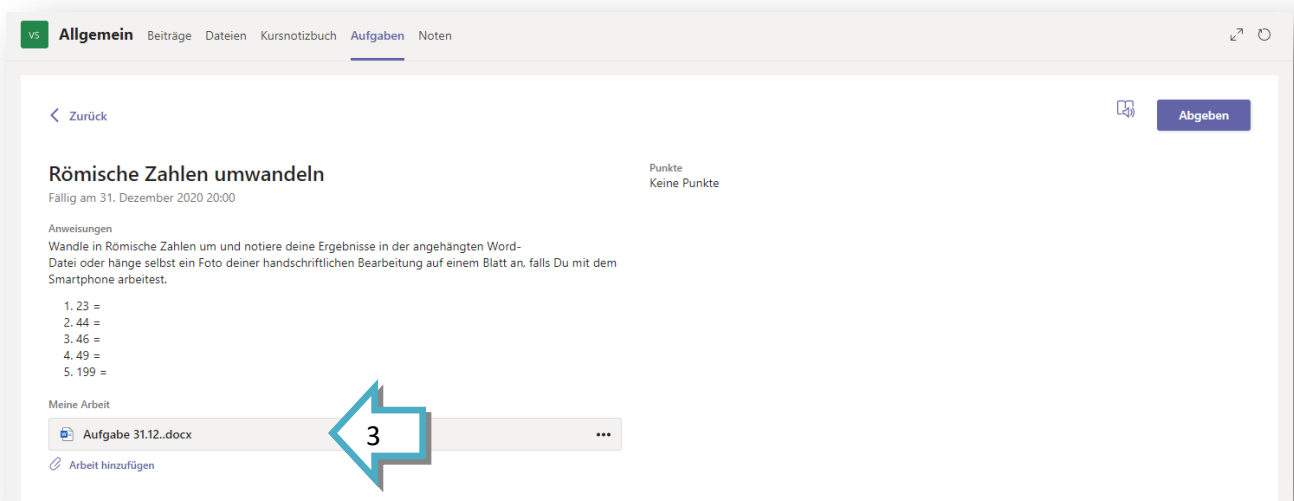 VS Allgemein Beiträge Dateien Kursnotizbuch Aufgaben Noten
Zurück
Abgeben
Römische Zahlen umwandeln
Fällig am 31. Dezember 2020 20:00
Punkte
Keine Punkte
Anweisungen
Wandle in Römische Zahlen um und notiere deine Ergebnisse in der angehängten Word-
Datei oder hänge selbst ein Foto deiner handschriftlichen Bearbeitung auf einem Blatt an, falls Du mit dem
Smartphone arbeitest.
1. 23 =
2. 44 =
3. 46 =
4. 49 =
5. 199 =
Meine Arbeit
Aufgabe 31.12..docx
3
Arbeit hinzufügen